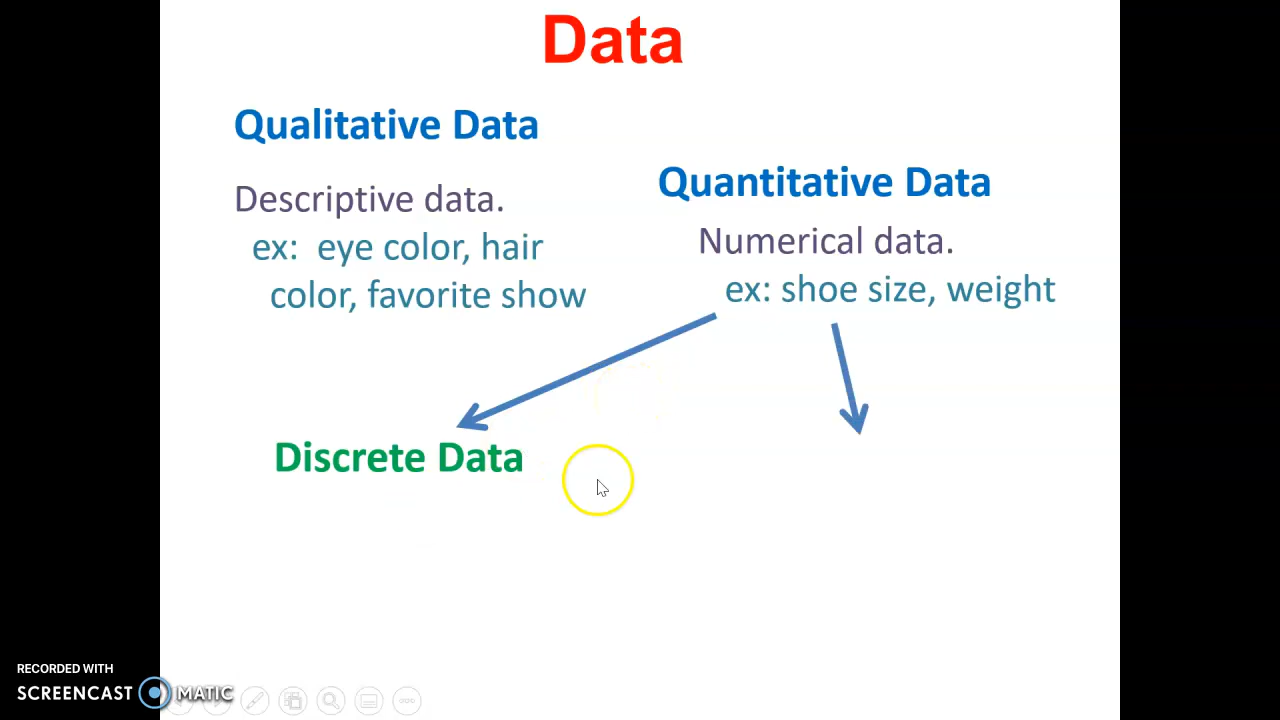 Data
Qualitative Data
Descriptive data.
ex: eye color, hair
color, favorite show
Quantitative Data
Numerical data.
ex: shoe size, weight
Discrete Data
RECORDED WITH
SCREENCAST MATIC